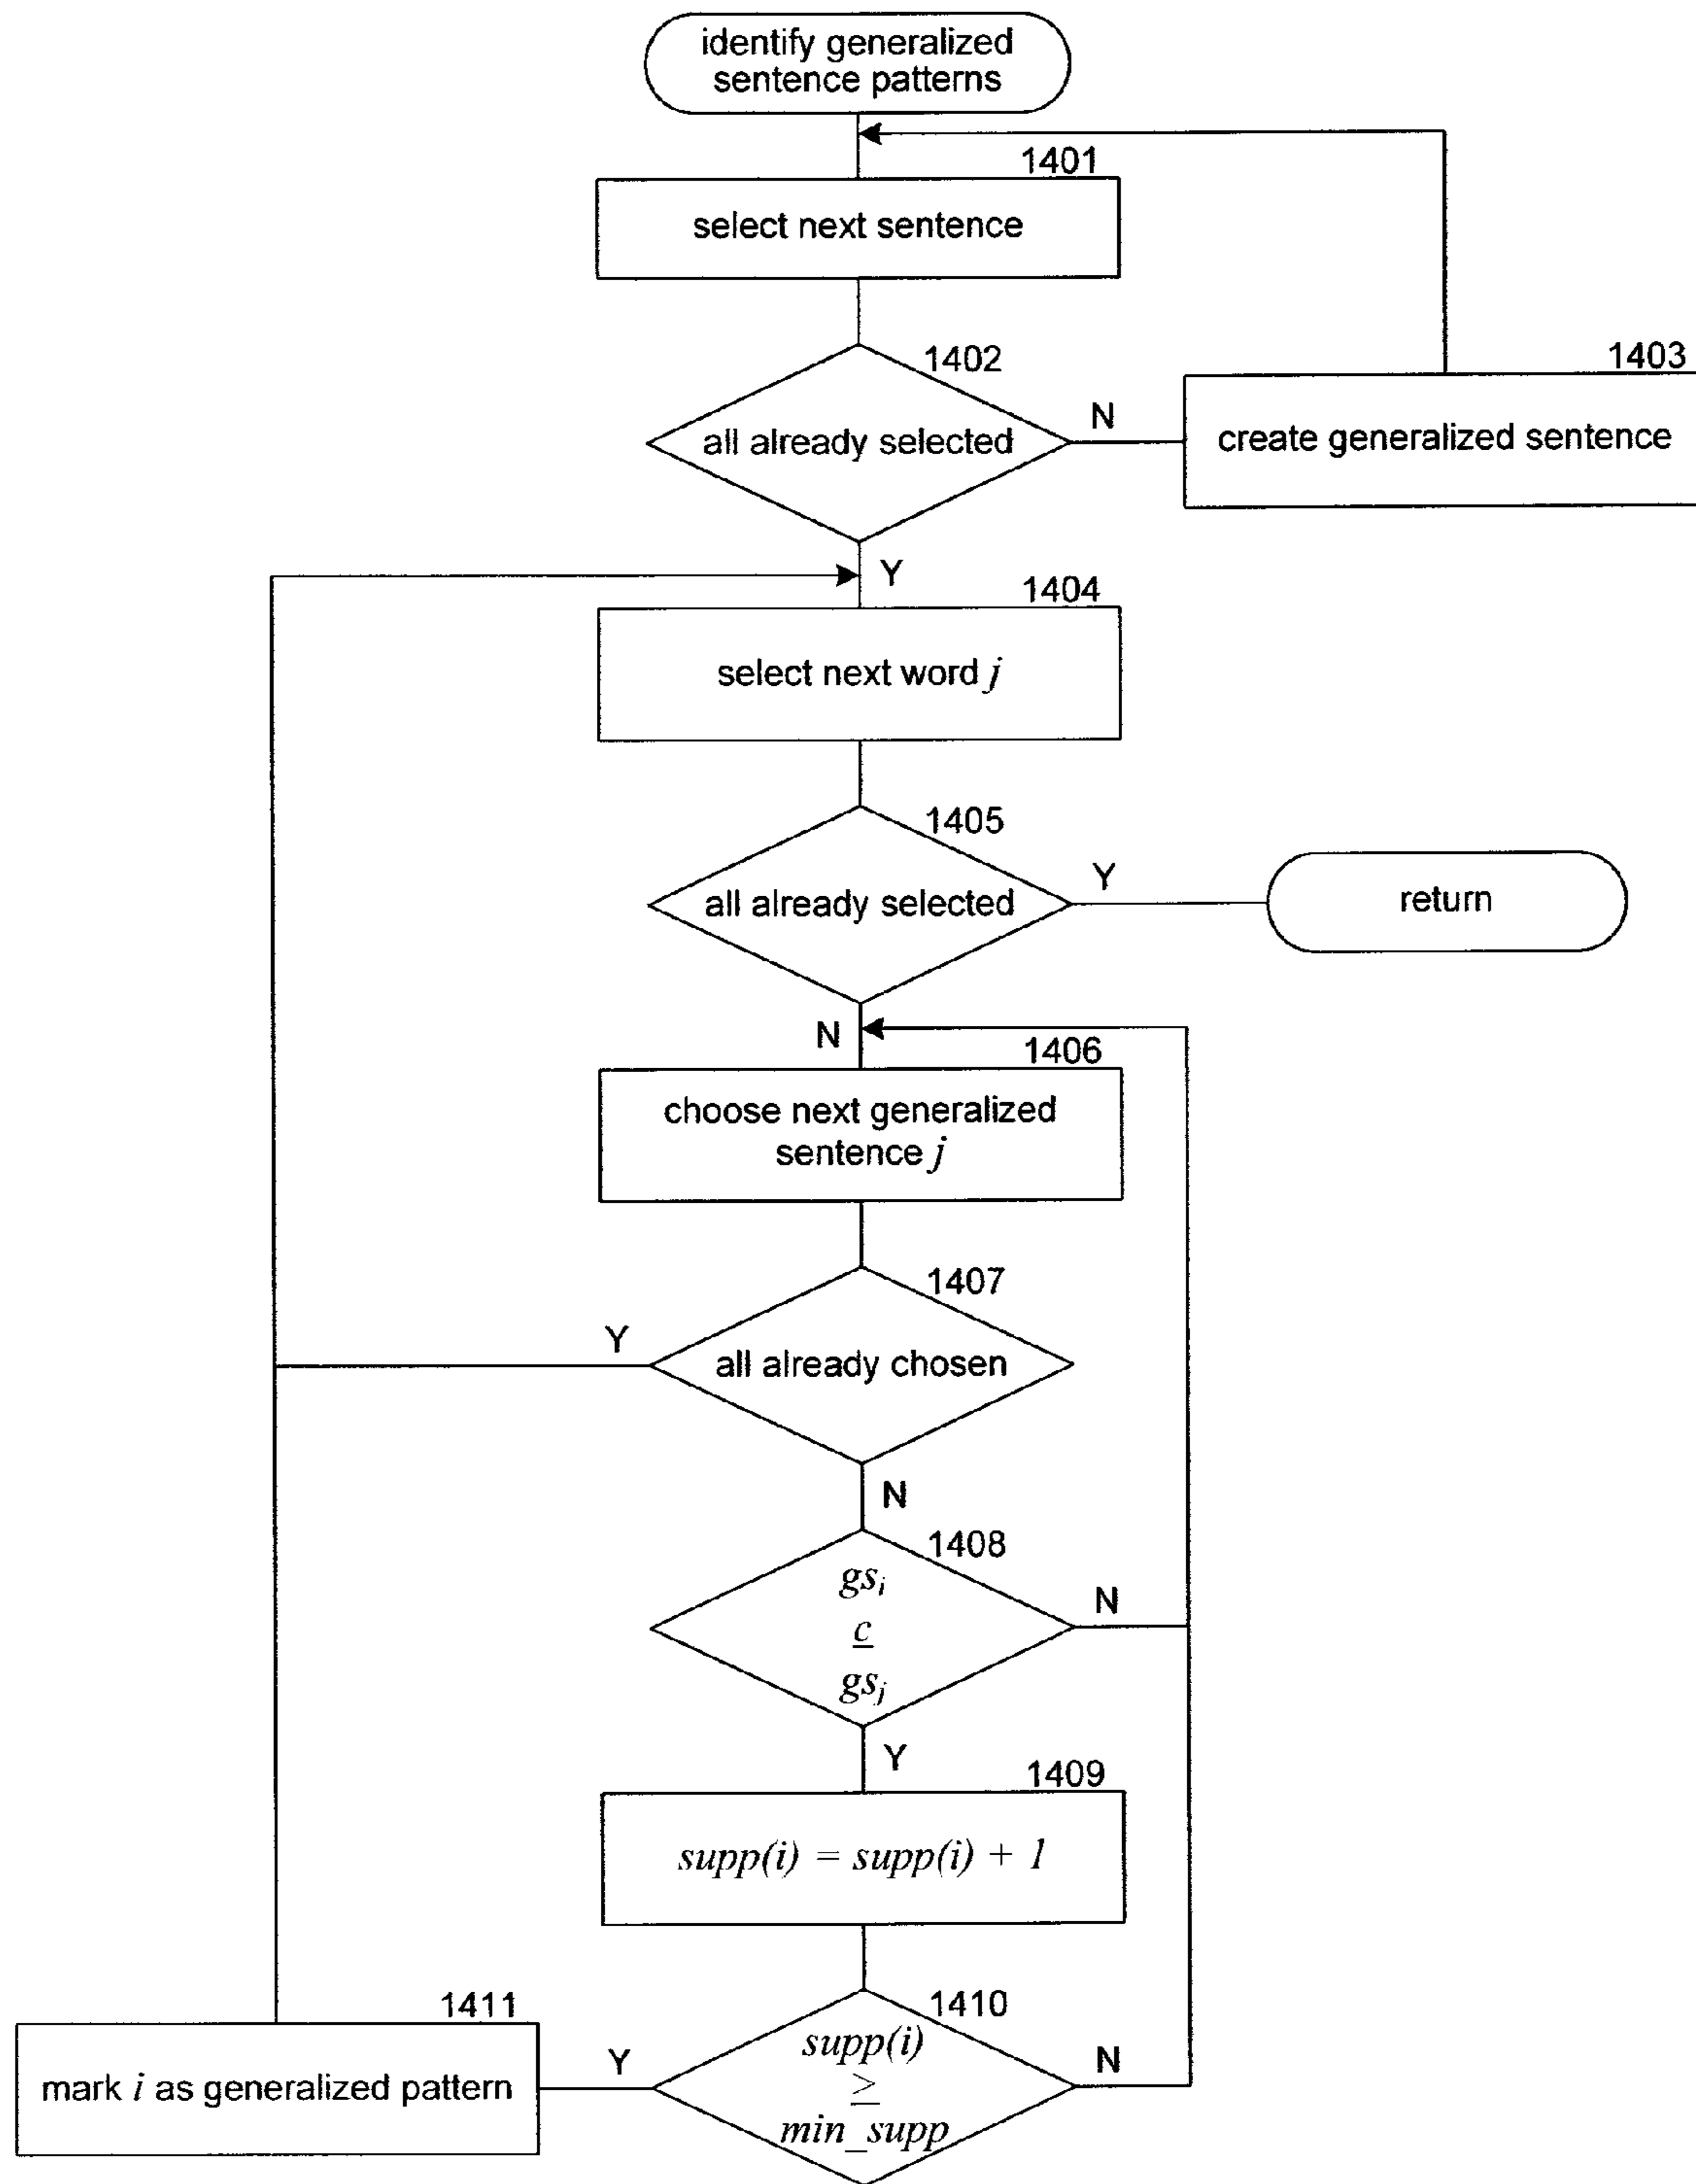 identify generalized
sentence patterns
1401
select next sentence
1402
all already selected
N
1403
create generalized sentence
Y
1404
select next word j
1405
all already selected
Y
return
N
1406
choose next generalized
sentence j
1407
Y
all already chosen
N
1408
gsi
c
gsj
N
Y
1409
supp(i) = supp(i) + 1
1410
supp(i)
≥
min_supp
N
Y
1411
mark i as generalized pattern